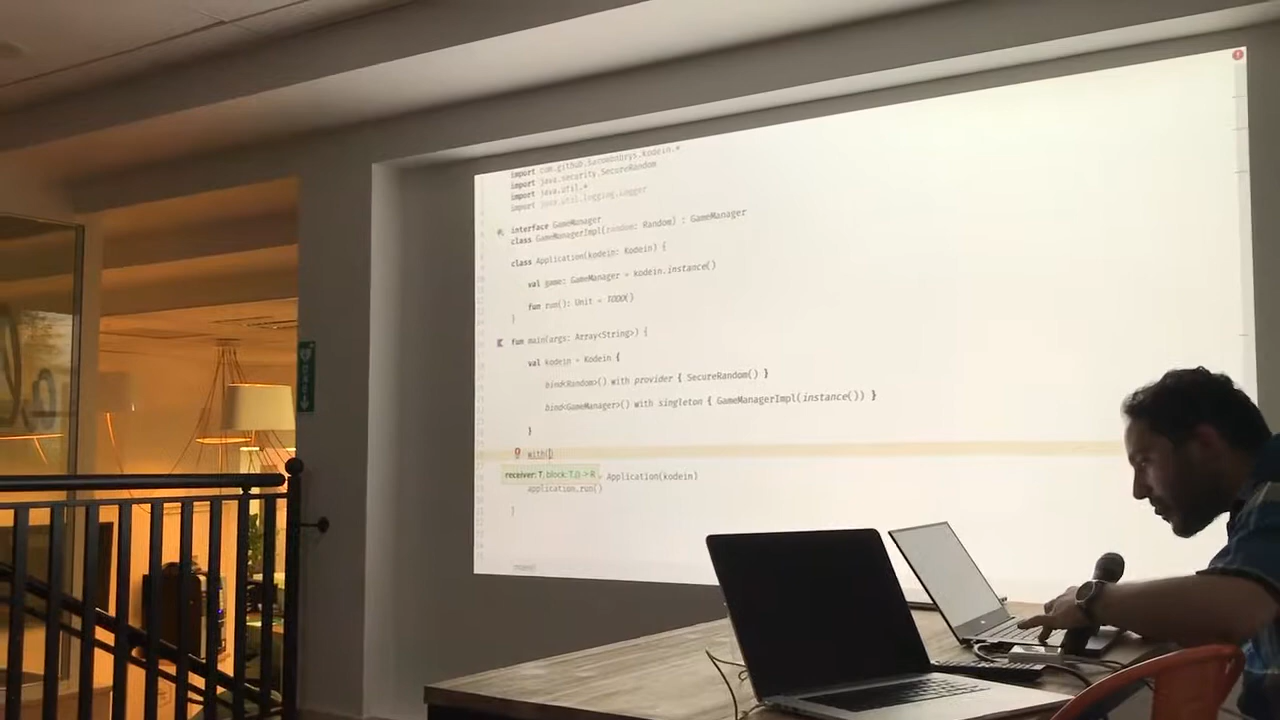 import com.github.salomonbrys.kodein.*
import java.security.SecureRandom
import java.util.*
import java.util.logging.Logger
interface GameManager
class GameManagerImpl(random: Random) : GameManager
class Application(kodein: Kodein) {
val game: GameManager = kodein.instance()
fun run(): Unit = TODO()
}
fun main(args: Array<String>) {
val kodein = Kodein {
bind<Random>() with provider { SecureRandom() }
bind<GameManager>() with singleton { GameManagerImpl(instance()) }
}
with()
receiver: T, block: T.() -> R
= Application(kodein)
application.run()
}